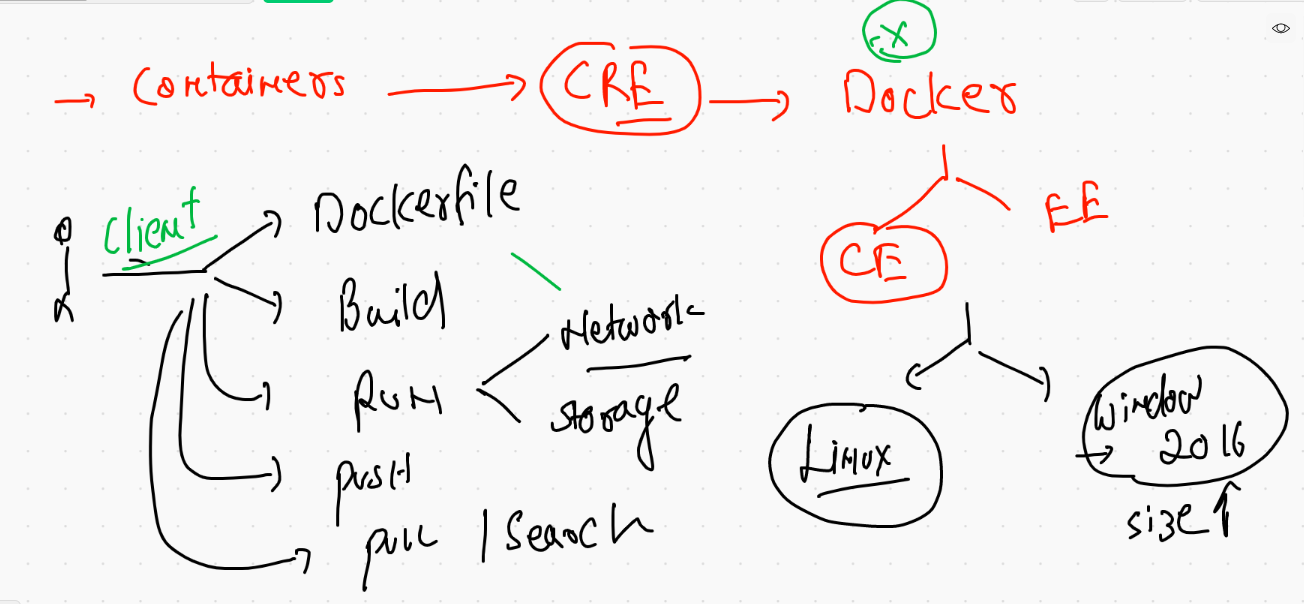 x
Containers
CRE
Docker
Client
Dockerfile
CE
EE
Build
Network
Run
Storage
Linux
Window
2016
size
push
pull | Search